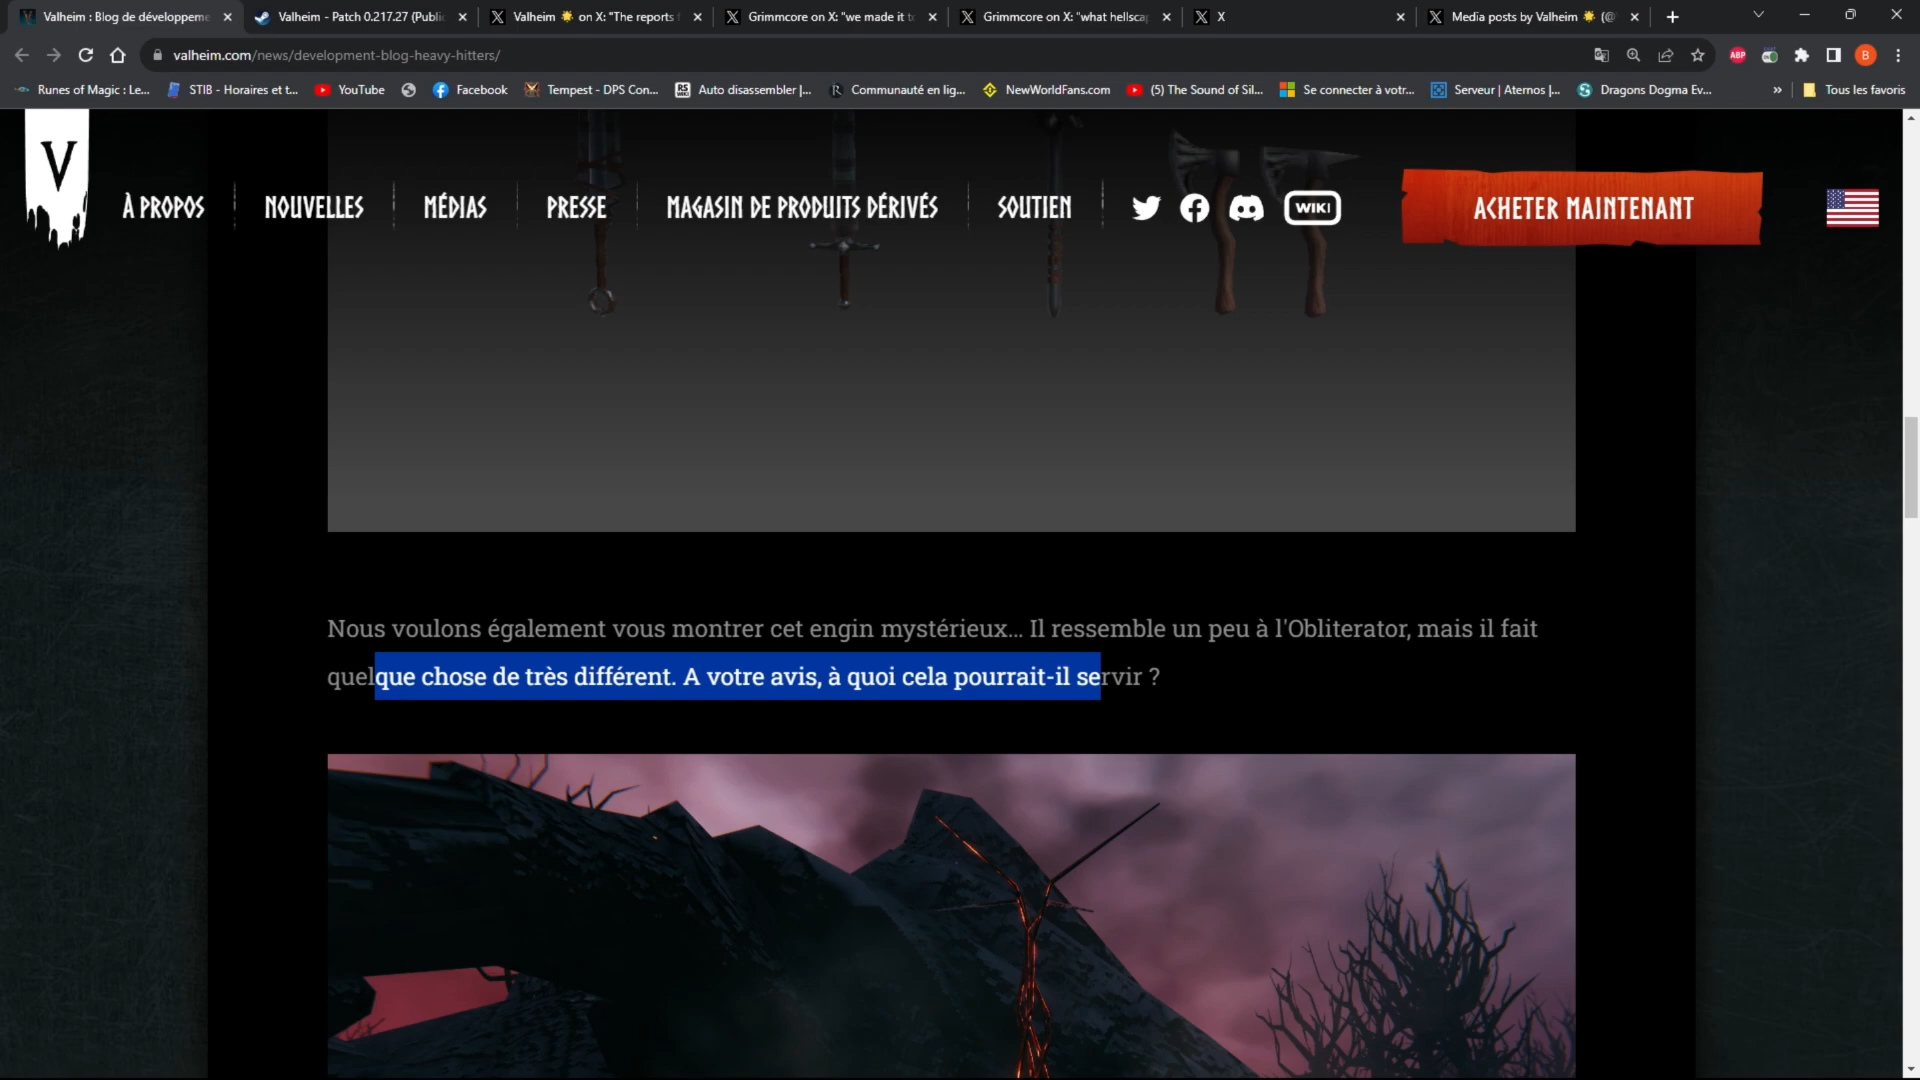 Valheim : Blog de développeme
Valheim - Patch 0.217.27 (Public
Valheim 🌟 on X: "The reports f
Grimmcore on X: "we made it to
Grimmcore on X: "what hellscap
X
Media posts by Valheim 🌟 (@
valheim.com/news/development-blog-heavy-hitters/
ABP
B
Runes of Magic : Le...
STIB - Horaires et t...
YouTube
Facebook
Tempest - DPS Con...
Auto disassembler |...
Communauté en lig...
NewWorldFans.com
(5) The Sound of Sil...
Se connecter à votr...
Serveur | Aternos |...
Dragons Dogma Ev...
»
Tous les favoris
V
À PROPOS
NOUVELLES
MÉDIAS
PRESSE
MAGASIN DE PRODUITS DÉRIVÉS
SOUTIEN
WIKI
ACHETER MAINTENANT
Nous voulons également vous montrer cet engin mystérieux… Il ressemble un peu à l'Obliterator, mais il fait
quelque chose de très différent. A votre avis, à quoi cela pourrait-il servir ?